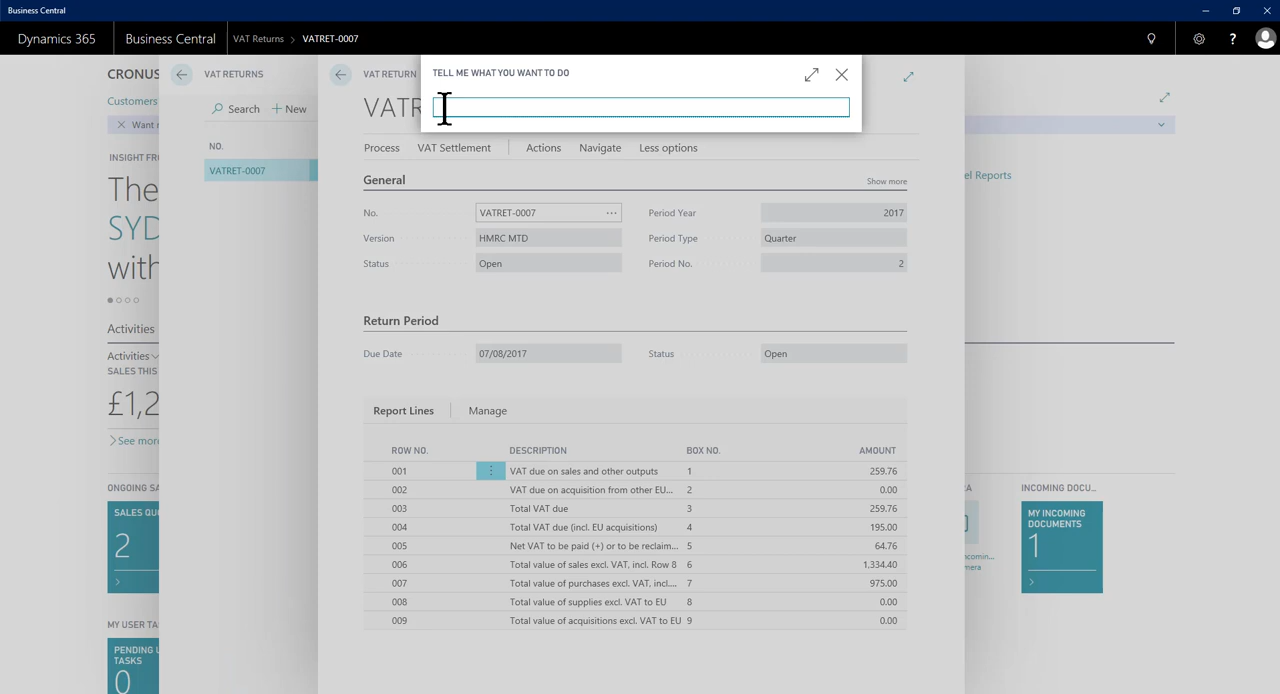 Business Central
Dynamics 365
Business Central
VAT Returns > VATRET-0007
?
CRONUS
Customers
Want
INSIGHT FRO
The
SYD
with
Activities
Activities
SALES THIS
£1,2
>See more
ONGOING SA
SALES QUO
2
MY USER TA
PENDING U
TASKS
0
VAT RETURNS
Search
New
NO.
VATRET-0007
VAT RETURN
VATR
TELL ME WHAT YOU WANT TO DO
Process
VAT Settlement
Actions
Navigate
Less options
General
Show more
No.
VATRET-0007
Period Year
2017
Version
HMRC MTD
Period Type
Quarter
Status
Open
Period No.
2
Return Period
Due Date
07/08/2017
Status
Open
Report Lines
Manage
ROW NO. DESCRIPTION BOX NO. AMOUNT
001 VAT due on sales and other outputs 1 259.76
002 VAT due on acquisition from other EU... 2 0.00
003 Total VAT due 3 259.76
004 Total VAT due (incl. EU acquisitions) 4 195.00
005 Net VAT to be paid (+) or to be reclaim... 5 64.76
006 Total value of sales excl. VAT, incl. Row 8 6 1,334.40
007 Total value of purchases excl. VAT, incl.... 7 975.00
008 Total value of supplies excl. VAT to EU 8 0.00
009 Total value of acquisitions excl. VAT to EU 9 0.00
el Reports
INCOMING DOCU...
MY INCOMING
DOCUMENTS
1